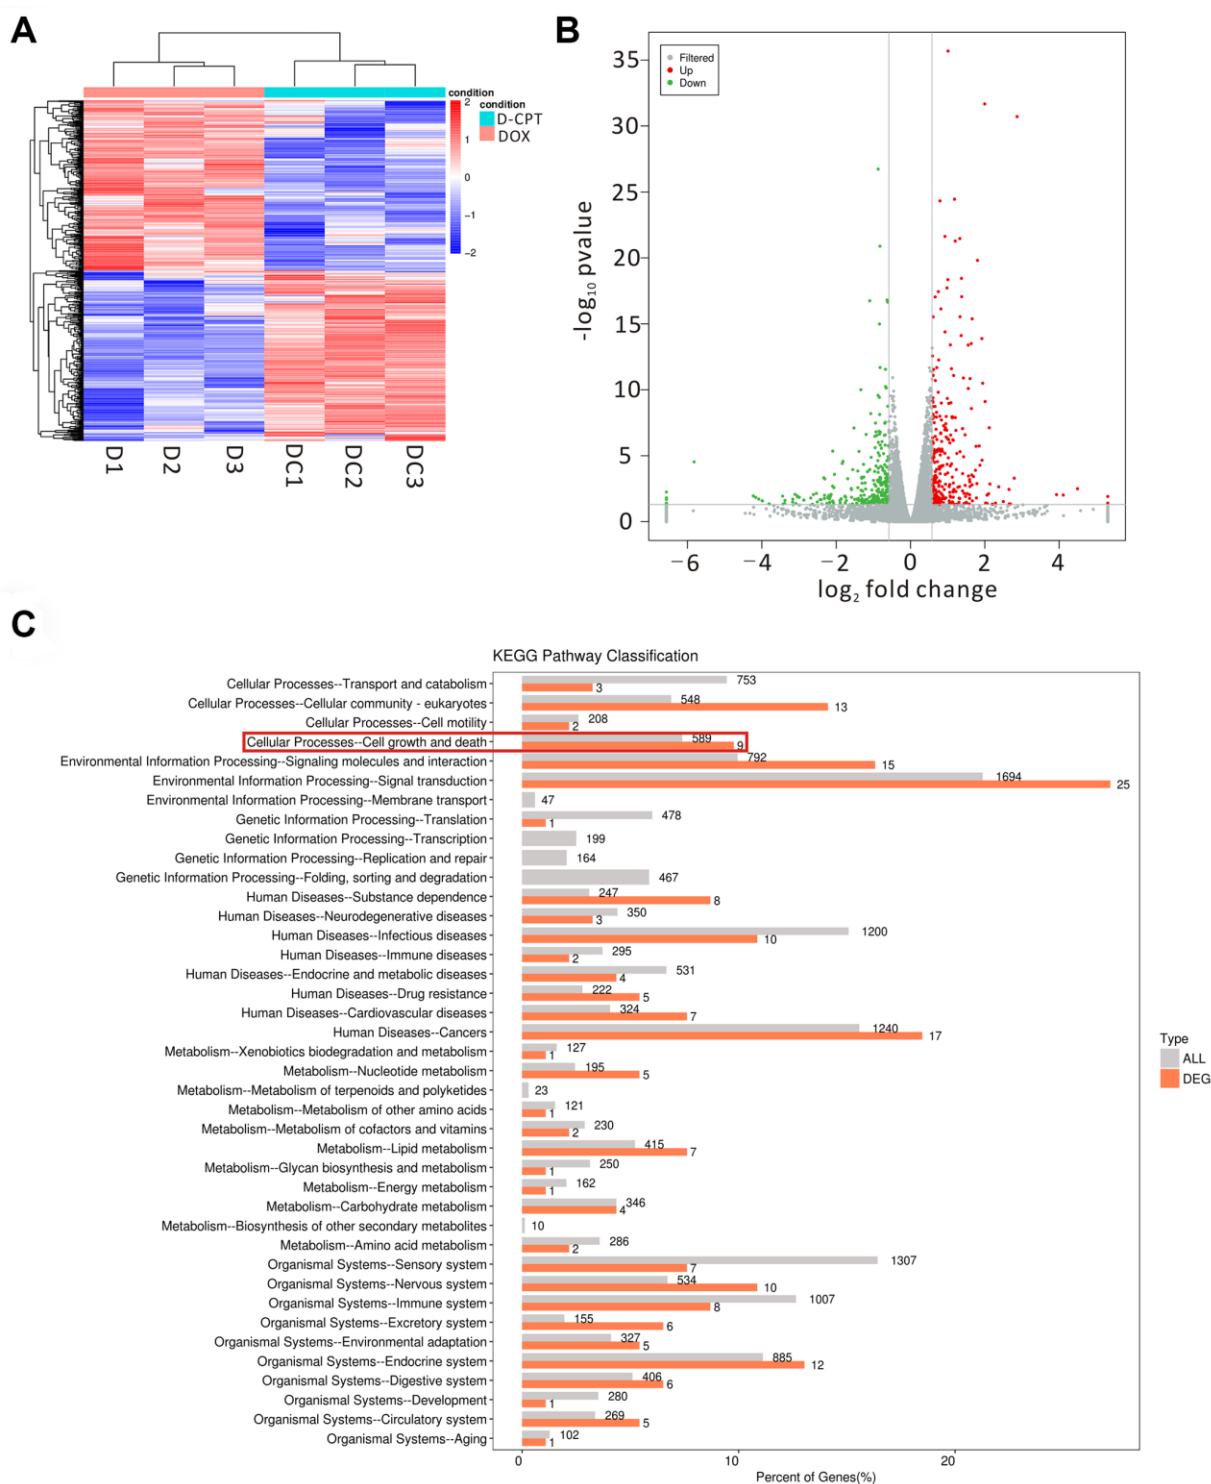 A
condition
2
1
0
−1
−2
condition
D-CPT
DOX
D1
D2
D3
DC1
DC2
DC3
B
Filtered
Up
Down
35
30
25
20
15
10
5
0
-log₁₀ pvalue
−6
−4
−2
0
2
4
log₂ fold change
C
KEGG Pathway Classification
Cellular Processes--Transport and catabolism 753 3
Cellular Processes--Cellular community - eukaryotes 548 13
Cellular Processes--Cell motility 208 2
Cellular Processes--Cell growth and death 589 9
Environmental Information Processing--Signaling molecules and interaction 792 15
Environmental Information Processing--Signal transduction 1694 25
Environmental Information Processing--Membrane transport 47
Genetic Information Processing--Translation 478 1
Genetic Information Processing--Transcription 199
Genetic Information Processing--Replication and repair 164
Genetic Information Processing--Folding, sorting and degradation 467
Human Diseases--Substance dependence 247 8
Human Diseases--Neurodegenerative diseases 350 3
Human Diseases--Infectious diseases 1200 10
Human Diseases--Immune diseases 295 2
Human Diseases--Endocrine and metabolic diseases 531 4
Human Diseases--Drug resistance 222 5
Human Diseases--Cardiovascular diseases 324 7
Human Diseases--Cancers 1240 17
Metabolism--Xenobiotics biodegradation and metabolism 127 1
Metabolism--Nucleotide metabolism 195 5
Metabolism--Metabolism of terpenoids and polyketides 23
Metabolism--Metabolism of other amino acids 121 1
Metabolism--Metabolism of cofactors and vitamins 230 2
Metabolism--Lipid metabolism 415 7
Metabolism--Glycan biosynthesis and metabolism 250 1
Metabolism--Energy metabolism 162 1
Metabolism--Carbohydrate metabolism 346 4
Metabolism--Biosynthesis of other secondary metabolites 10
Metabolism--Amino acid metabolism 286 2
Organismal Systems--Sensory system 1307 7
Organismal Systems--Nervous system 534 10
Organismal Systems--Immune system 1007 8
Organismal Systems--Excretory system 155 6
Organismal Systems--Environmental adaptation 327 5
Organismal Systems--Endocrine system 885 12
Organismal Systems--Digestive system 406 6
Organismal Systems--Development 280 1
Organismal Systems--Circulatory system 269 5
Organismal Systems--Aging 102 1
0
10
20
Percent of Genes(%)
Type
ALL
DEG